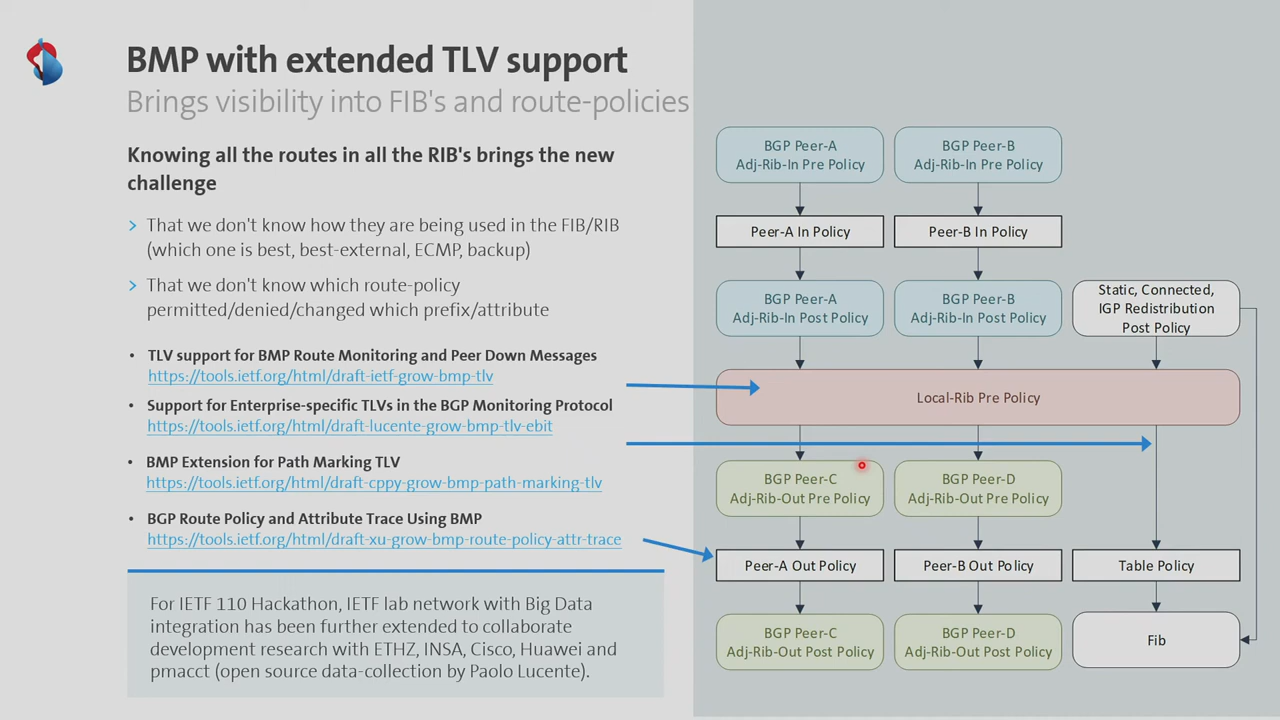 BMP with extended TLV support
Brings visibility into FIB's and route-policies
Knowing all the routes in all the RIB's brings the new
challenge
> That we don't know how they are being used in the FIB/RIB
(which one is best, best-external, ECMP, backup)
> That we don't know which route-policy
permitted/denied/changed which prefix/attribute
• TLV support for BMP Route Monitoring and Peer Down Messages
https://tools.ietf.org/html/draft-ietf-grow-bmp-tlv
• Support for Enterprise-specific TLVs in the BGP Monitoring Protocol
https://tools.ietf.org/html/draft-lucente-grow-bmp-tlv-ebit
• BMP Extension for Path Marking TLV
https://tools.ietf.org/html/draft-cppy-grow-bmp-path-marking-tlv
• BGP Route Policy and Attribute Trace Using BMP
https://tools.ietf.org/html/draft-xu-grow-bmp-route-policy-attr-trace
For IETF 110 Hackathon, IETF lab network with Big Data
integration has been further extended to collaborate
development research with ETHZ, INSA, Cisco, Huawei and
pmacct (open source data-collection by Paolo Lucente).
BGP Peer-A
Adj-Rib-In Pre Policy
BGP Peer-B
Adj-Rib-In Pre Policy
Peer-A In Policy
Peer-B In Policy
BGP Peer-A
Adj-Rib-In Post Policy
BGP Peer-B
Adj-Rib-In Post Policy
Static, Connected,
IGP Redistribution
Post Policy
Local-Rib Pre Policy
BGP Peer-C
Adj-Rib-Out Pre Policy
BGP Peer-D
Adj-Rib-Out Pre Policy
Peer-A Out Policy
Peer-B Out Policy
Table Policy
BGP Peer-C
Adj-Rib-Out Post Policy
BGP Peer-D
Adj-Rib-Out Post Policy
Fib